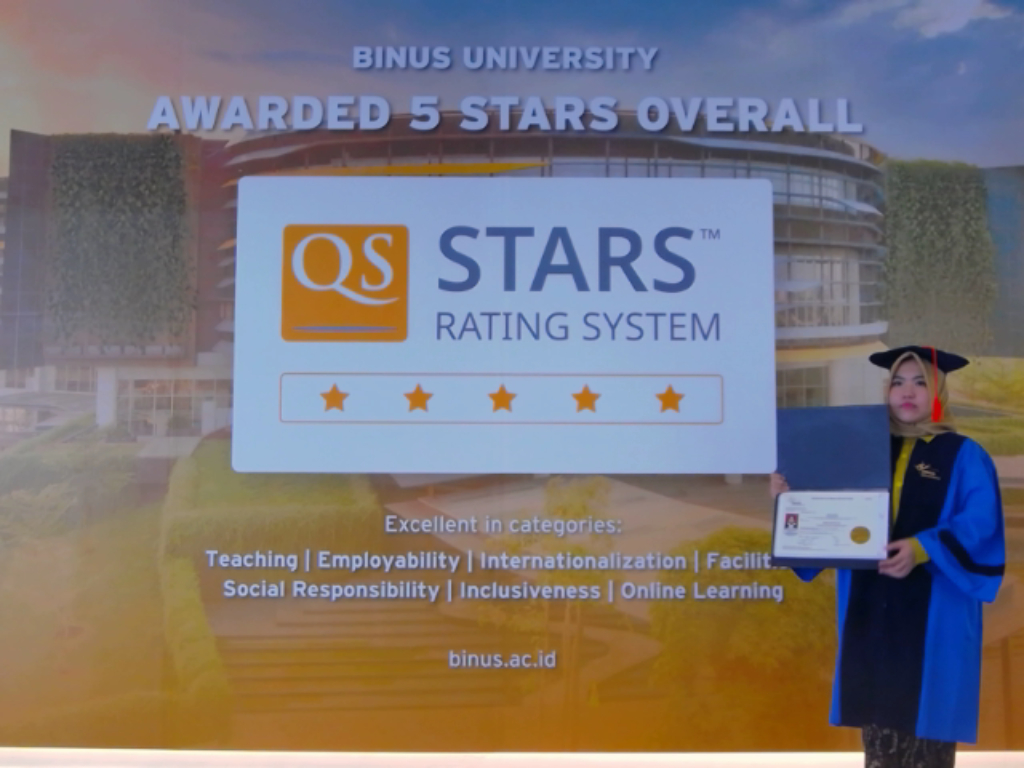 BINUS UNIVERSITY
AWARDED 5 STARS OVERALL
QS
STARS™
RATING SYSTEM
Excellent in categories:
Teaching | Employability | Internationalization | Facilit
Social Responsibility | Inclusiveness | Online Learning
binus.ac.id